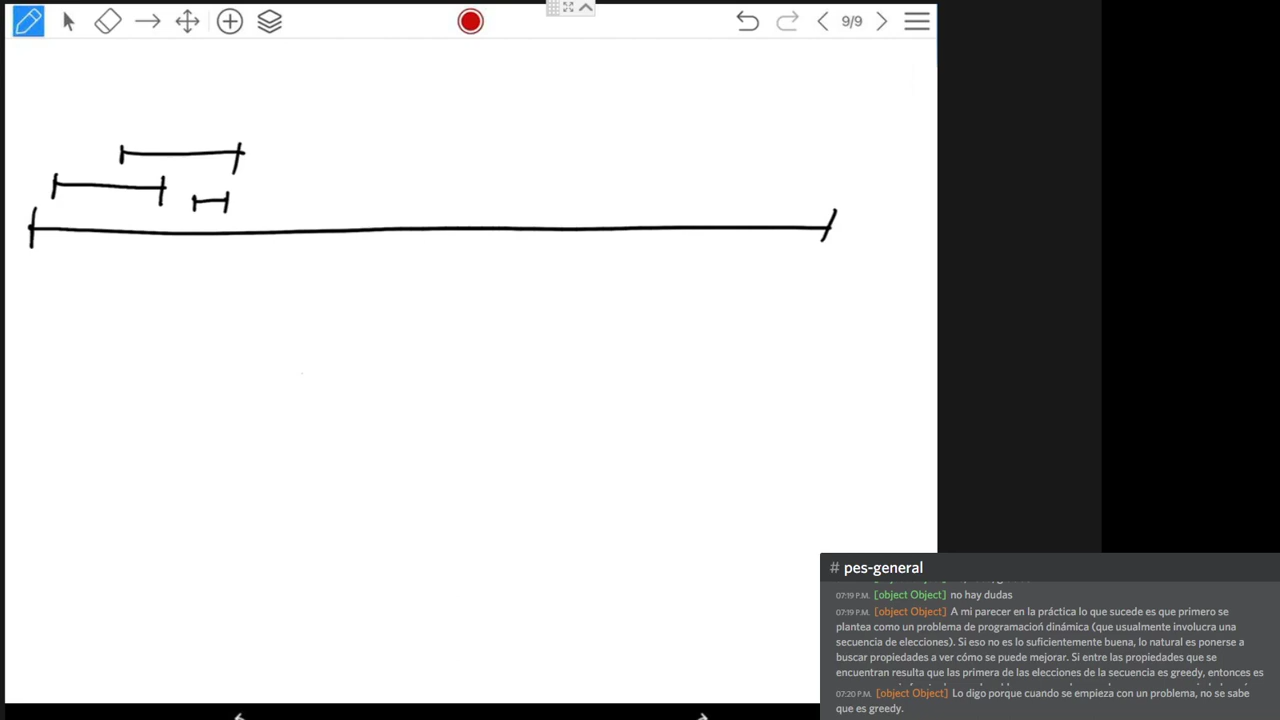 9/9
# pes-general
07:19 P.M. [object Object] no hay dudas
07:19 P.M. [object Object] A mi parecer en la práctica lo que sucede es que primero se
plantea como un problema de programacion dinámica (que usualmente involucra una
secuencia de elecciones). Si eso no es lo suficientemente buena, lo natural es ponerse a
buscar propiedades a ver cómo se puede mejorar. Si entre las propiedades que se
encuentran resulta que las primera de las elecciones de la secuencia es greedy, entonces es
07:20 P.M. [object Object] Lo digo porque cuando se empieza con un problema, no se sabe
que es greedy.